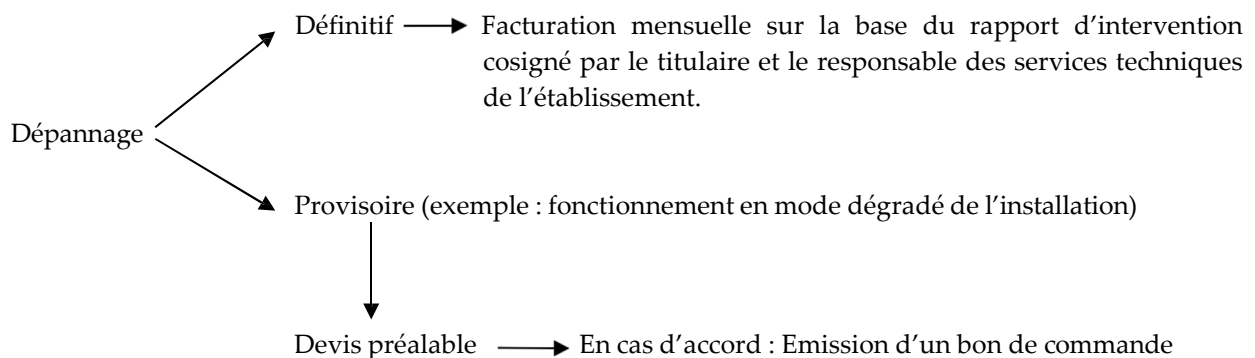 Définitif
Facturation mensuelle sur la base du rapport d’intervention
cosigné par le titulaire et le responsable des services techniques
de l’établissement.
Dépannage
Provisoire (exemple : fonctionnement en mode dégradé de l’installation)
Devis préalable
En cas d’accord : Emission d’un bon de commande